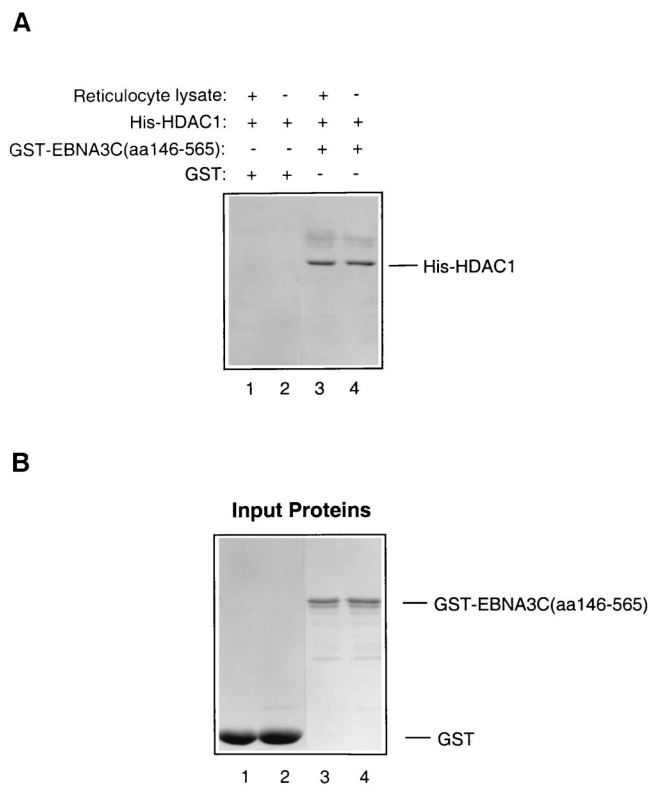 A
Reticulocyte lysate: + - + -
His-HDAC1: + + + +
GST-EBNA3C(aa146-565): - - + +
GST: + + - -
His-HDAC1
1 2 3 4
B
Input Proteins
GST-EBNA3C(aa146-565)
GST
1 2 3 4